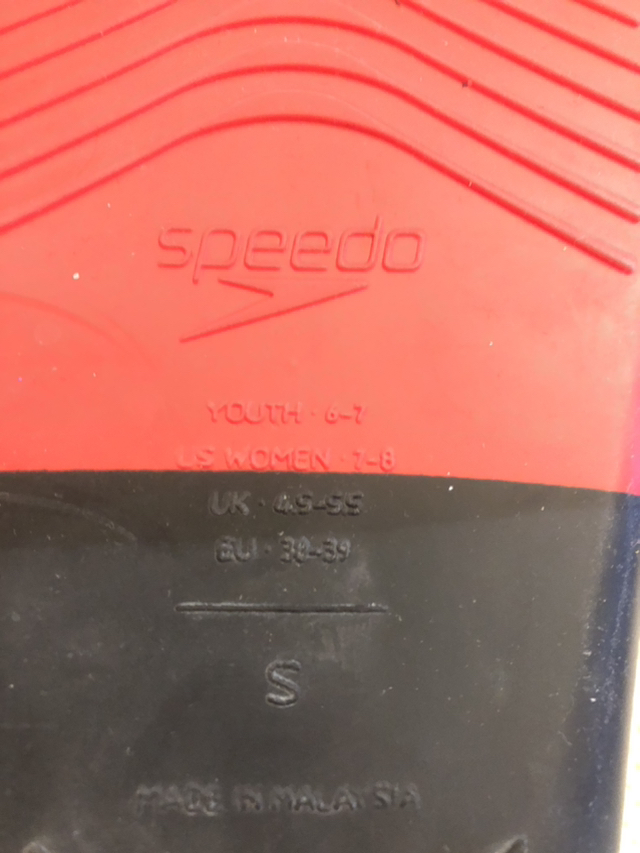 speedo
YOUTH · 6-7
US WOMEN · 7-8
UK · 4.5-5.5
EU · 38-39
S
MADE IN MALAYSIA